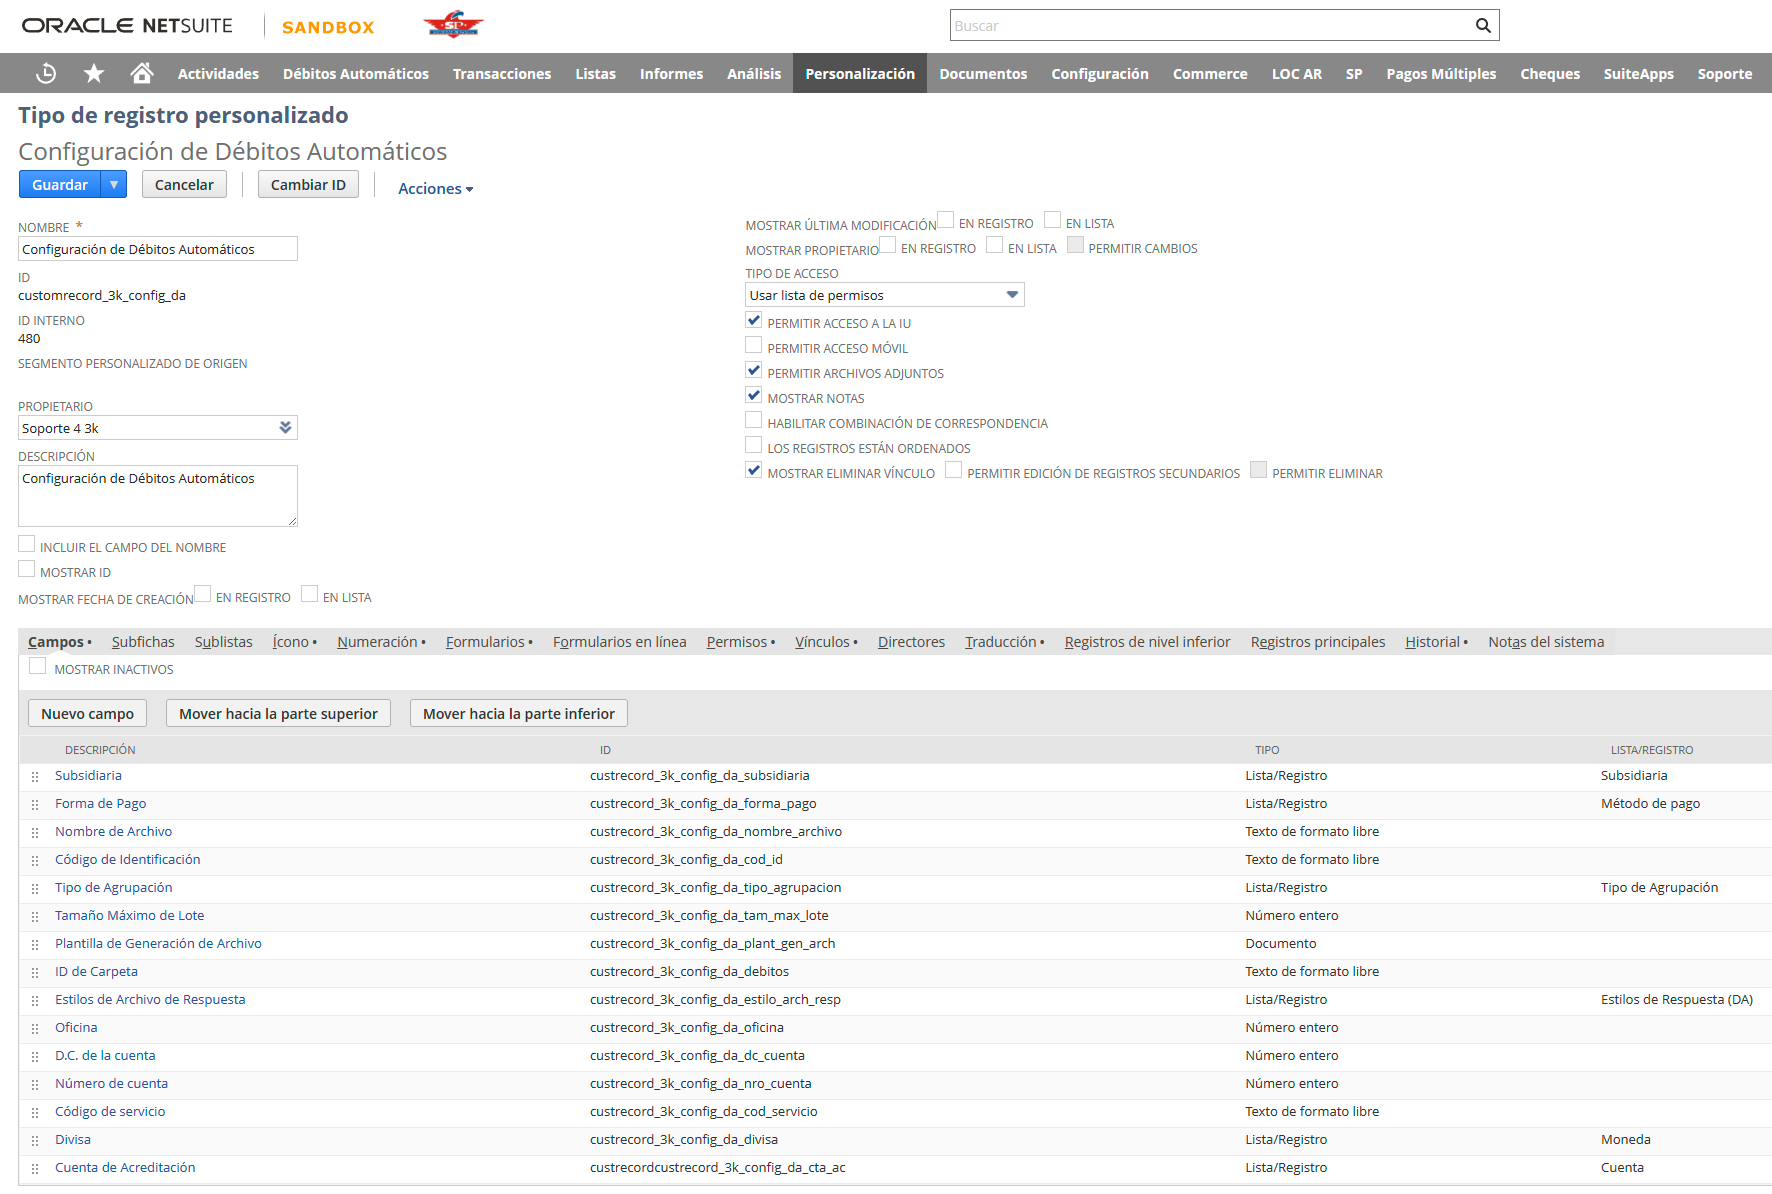 ORACLE NETSUITE SANDBOX SP Buscar
Actividades Débitos Automáticos Transacciones Listas Informes Análisis Personalización Documentos Configuración Commerce LOC AR SP Pagos Múltiples Cheques SuiteApps Soporte
Tipo de registro personalizado
Configuración de Débitos Automáticos
Guardar Cancelar Cambiar ID Acciones
NOMBRE *
Configuración de Débitos Automáticos
ID
customrecord_3k_config_da
ID INTERNO
480
SEGMENTO PERSONALIZADO DE ORIGEN
PROPIETARIO
Soporte 4 3k
DESCRIPCIÓN
Configuración de Débitos Automáticos
INCLUIR EL CAMPO DEL NOMBRE
MOSTRAR ID
MOSTRAR FECHA DE CREACIÓN EN REGISTRO EN LISTA
MOSTRAR ÚLTIMA MODIFICACIÓN EN REGISTRO EN LISTA
MOSTRAR PROPIETARIO EN REGISTRO EN LISTA PERMITIR CAMBIOS
TIPO DE ACCESO
Usar lista de permisos
PERMITIR ACCESO A LA IU
PERMITIR ACCESO MÓVIL
PERMITIR ARCHIVOS ADJUNTOS
MOSTRAR NOTAS
HABILITAR COMBINACIÓN DE CORRESPONDENCIA
LOS REGISTROS ESTÁN ORDENADOS
MOSTRAR ELIMINAR VÍNCULO PERMITIR EDICIÓN DE REGISTROS SECUNDARIOS PERMITIR ELIMINAR
Campos • Subfichas Sublistas Ícono • Numeración • Formularios • Formularios en línea Permisos • Vínculos • Directores Traducción • Registros de nivel inferior Registros principales Historial • Notas del sistema
MOSTRAR INACTIVOS
Nuevo campo Mover hacia la parte superior Mover hacia la parte inferior
DESCRIPCIÓN ID TIPO LISTA/REGISTRO
Subsidiaria custrecord_3k_config_da_subsidiaria Lista/Registro Subsidiaria
Forma de Pago custrecord_3k_config_da_forma_pago Lista/Registro Método de pago
Nombre de Archivo custrecord_3k_config_da_nombre_archivo Texto de formato libre
Código de Identificación custrecord_3k_config_da_cod_id Texto de formato libre
Tipo de Agrupación custrecord_3k_config_da_tipo_agrupacion Lista/Registro Tipo de Agrupación
Tamaño Máximo de Lote custrecord_3k_config_da_tam_max_lote Número entero
Plantilla de Generación de Archivo custrecord_3k_config_da_plant_gen_arch Documento
ID de Carpeta custrecord_3k_config_da_debitos Texto de formato libre
Estilos de Archivo de Respuesta custrecord_3k_config_da_estilo_arch_resp Lista/Registro Estilos de Respuesta (DA)
Oficina custrecord_3k_config_da_oficina Número entero
D.C. de la cuenta custrecord_3k_config_da_dc_cuenta Número entero
Número de cuenta custrecord_3k_config_da_nro_cuenta Número entero
Código de servicio custrecord_3k_config_da_cod_servicio Texto de formato libre
Divisa custrecord_3k_config_da_divisa Lista/Registro Moneda
Cuenta de Acreditación custrecordcustrecord_3k_config_da_cta_ac Lista/Registro Cuenta